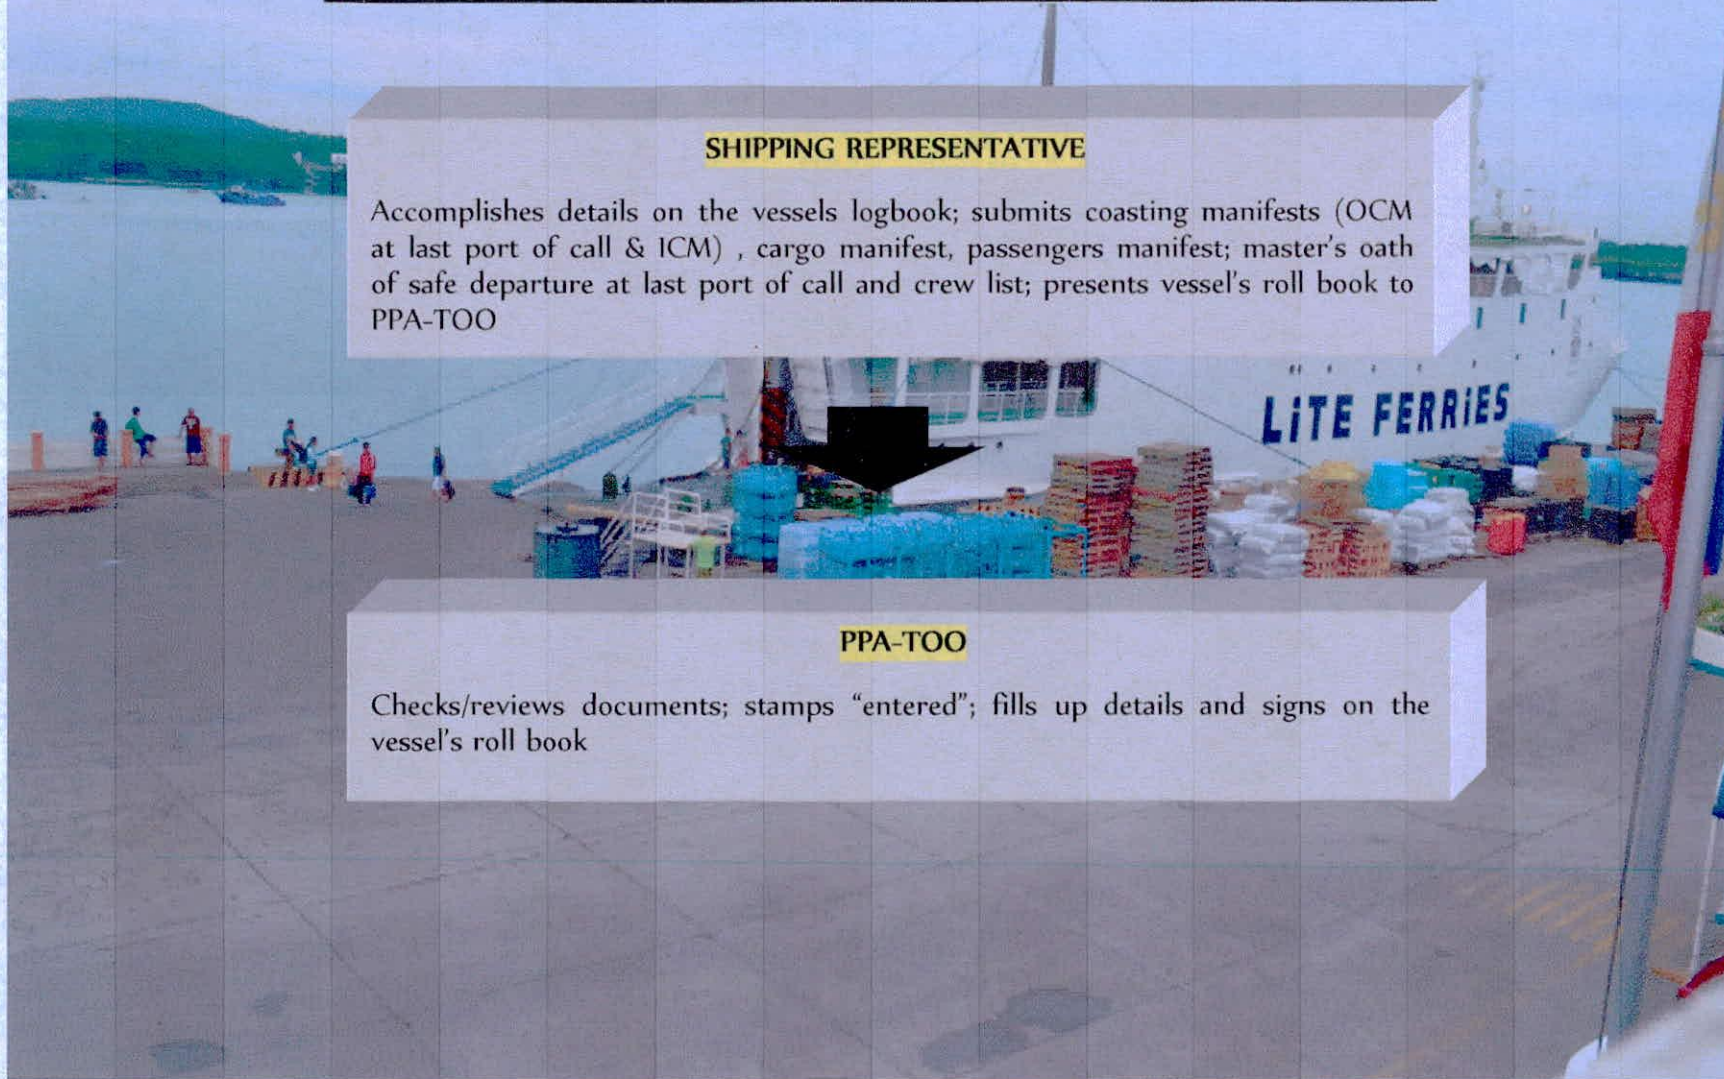 SHIPPING REPRESENTATIVE
Accomplishes details on the vessels logbook; submits coasting manifests (OCM
at last port of call & ICM) , cargo manifest, passengers manifest; master's oath
of safe departure at last port of call and crew list; presents vessel's roll book to
PPA-TOO
LiTE FERRiES
PPA-TOO
Checks/reviews documents; stamps “entered”; fills up details and signs on the
vessel's roll book